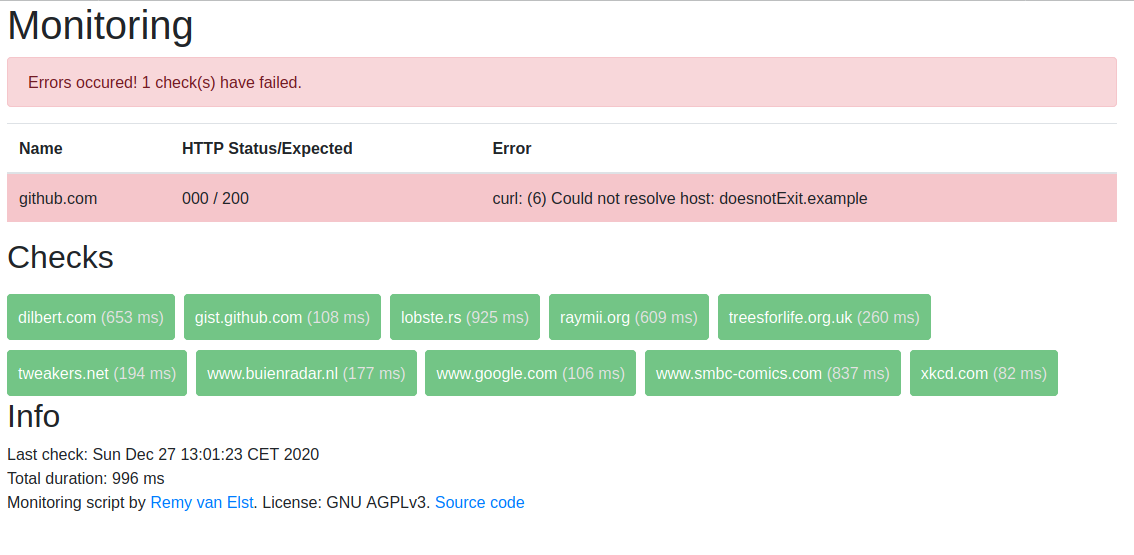 Monitoring
Errors occured! 1 check(s) have failed.
Name HTTP Status/Expected Error
github.com 000 / 200 curl: (6) Could not resolve host: doesnotExit.example
Checks
dilbert.com (653 ms) gist.github.com (108 ms) lobste.rs (925 ms) raymii.org (609 ms) treesforlife.org.uk (260 ms)
tweakers.net (194 ms) www.buienradar.nl (177 ms) www.google.com (106 ms) www.smbc-comics.com (837 ms) xkcd.com (82 ms)
Info
Last check: Sun Dec 27 13:01:23 CET 2020
Total duration: 996 ms
Monitoring script by Remy van Elst. License: GNU AGPLv3. Source code